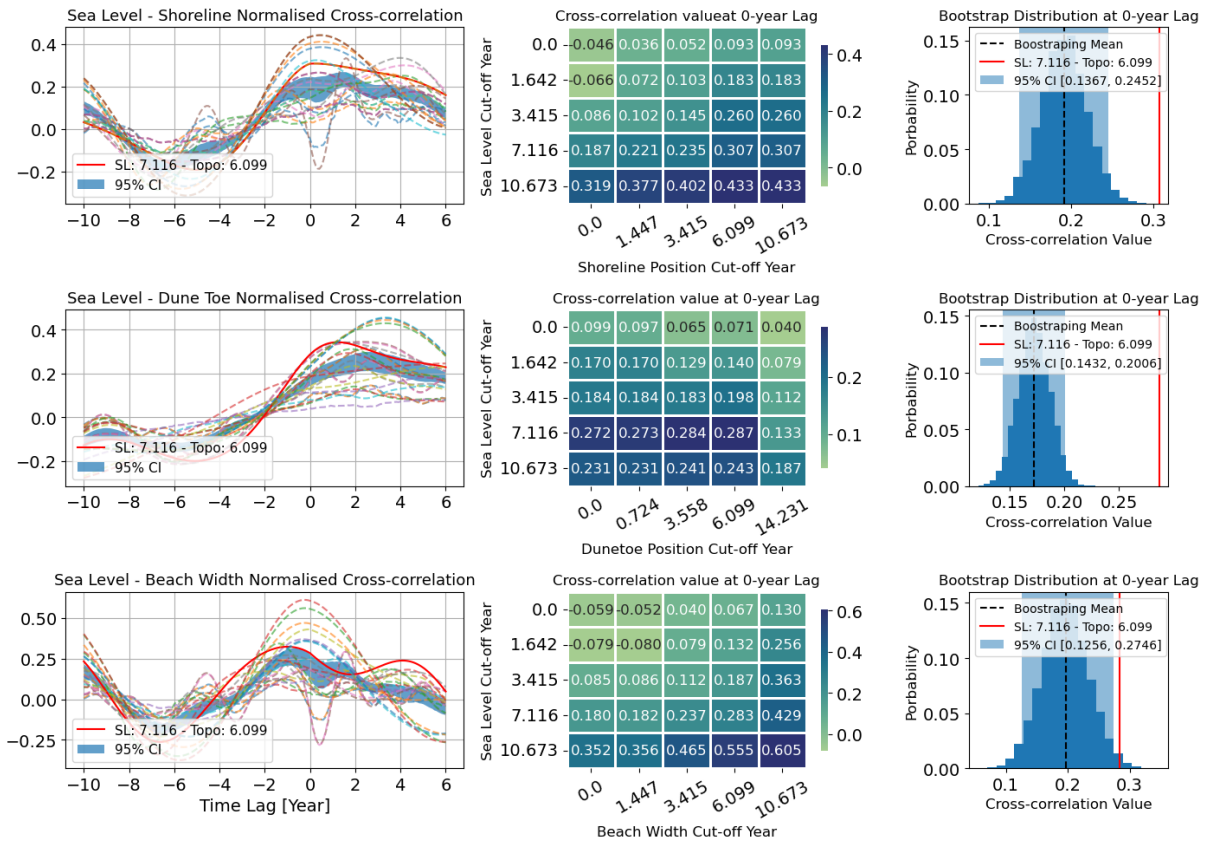 Sea Level - Shoreline Normalised Cross-correlation
0.4
0.2
0.0
−0.2
SL: 7.116 - Topo: 6.099
95% CI
−10 −8 −6 −4 −2 0 2 4 6
Cross-correlation valueat 0-year Lag
Sea Level Cut-off Year
0.0 -0.046 0.036 0.052 0.093 0.093
1.642 -0.066 0.072 0.103 0.183 0.183
3.415 0.086 0.102 0.145 0.260 0.260
7.116 0.187 0.221 0.235 0.307 0.307
10.673 0.319 0.377 0.402 0.433 0.433
0.0 1.447 3.415 6.099 10.673
Shoreline Position Cut-off Year
0.4
0.2
0.0
Bootstrap Distribution at 0-year Lag
Porbability
0.15
0.10
0.05
0.00
Boostraping Mean
SL: 7.116 - Topo: 6.099
95% CI [0.1367, 0.2452]
0.1 0.2 0.3
Cross-correlation Value
Sea Level - Dune Toe Normalised Cross-correlation
0.4
0.2
0.0
−0.2
SL: 7.116 - Topo: 6.099
95% CI
−10 −8 −6 −4 −2 0 2 4 6
Cross-correlation value at 0-year Lag
Sea Level Cut-off Year
0.0 0.099 0.097 0.065 0.071 0.040
1.642 0.170 0.170 0.129 0.140 0.079
3.415 0.184 0.184 0.183 0.198 0.112
7.116 0.272 0.273 0.284 0.287 0.133
10.673 0.231 0.231 0.241 0.243 0.187
0.0 0.724 3.558 6.099 14.231
Dunetoe Position Cut-off Year
0.2
0.1
Bootstrap Distribution at 0-year Lag
Porbability
0.15
0.10
0.05
0.00
Boostraping Mean
SL: 7.116 - Topo: 6.099
95% CI [0.1432, 0.2006]
0.15 0.20 0.25
Cross-correlation Value
Sea Level - Beach Width Normalised Cross-correlation
0.50
0.25
0.00
−0.25
SL: 7.116 - Topo: 6.099
95% CI
−10 −8 −6 −4 −2 0 2 4 6
Time Lag [Year]
Cross-correlation value at 0-year Lag
Sea Level Cut-off Year
0.0 -0.059 -0.052 0.040 0.067 0.130
1.642 -0.079 -0.080 0.079 0.132 0.256
3.415 0.085 0.086 0.112 0.187 0.363
7.116 0.180 0.182 0.237 0.283 0.429
10.673 0.352 0.356 0.465 0.555 0.605
0.0 1.447 3.415 6.099 10.673
Beach Width Cut-off Year
0.6
0.4
0.2
0.0
Bootstrap Distribution at 0-year Lag
Porbability
0.15
0.10
0.05
0.00
Boostraping Mean
SL: 7.116 - Topo: 6.099
95% CI [0.1256, 0.2746]
0.1 0.2 0.3
Cross-correlation Value